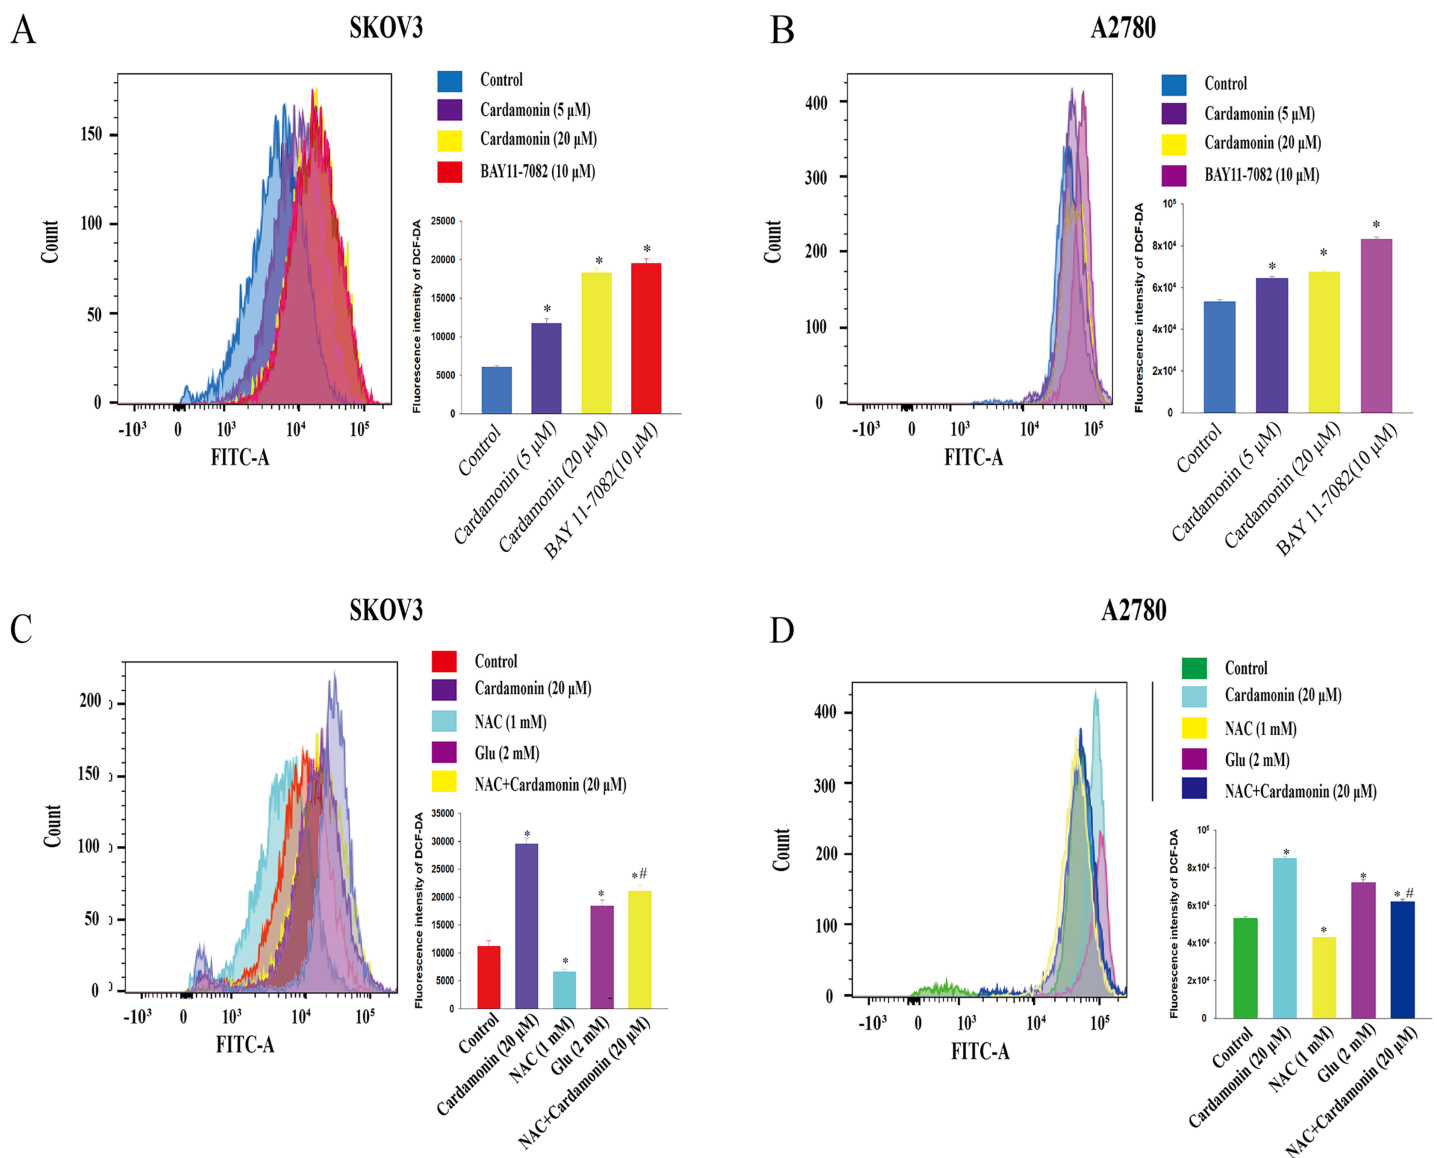 A
SKOV3
150
100
50
0
Count
-10³ 0 10³ 10⁴ 10⁵
FITC-A
Control
Cardamonin (5 μM)
Cardamonin (20 μM)
BAY11-7082 (10 μM)
Fluorescence intensity of DCF-DA
25000
20000
15000
10000
5000
0
*
*
*
Control
Cardamonin (5 μM)
Cardamonin (20 μM)
BAY 11-7082(10 μM)
B
A2780
400
300
200
100
0
Count
-10³ 0 10³ 10⁴ 10⁵
FITC-A
Control
Cardamonin (5 μM)
Cardamonin (20 μM)
BAY11-7082 (10 μM)
Fluorescence intensity of DCF-DA
10⁵
8x10⁴
6x10⁴
4x10⁴
2x10⁴
0
*
*
*
Control
Cardamonin (5 μM)
Cardamonin (20 μM)
BAY 11-7082(10 μM)
C
SKOV3
200
150
100
50
0
Count
-10³ 0 10³ 10⁴ 10⁵
FITC-A
Control
Cardamonin (20 μM)
NAC (1 mM)
Glu (2 mM)
NAC+Cardamonin (20 μM)
Fluorescence intensity of DCF-DA
35000
30000
25000
20000
15000
10000
5000
0
*
*
*
*#
Control
Cardamonin (20 μM)
NAC (1 mM)
Glu (2 mM)
NAC+Cardamonin (20 μM)
D
A2780
400
300
200
100
0
Count
-10³ 0 10³ 10⁴ 10⁵
FITC-A
Control
Cardamonin (20 μM)
NAC (1 mM)
Glu (2 mM)
NAC+Cardamonin (20 μM)
Fluorescence intensity of DCF-DA
10⁵
8x10⁴
6x10⁴
4x10⁴
2x10⁴
0
*
*
*
*#
Control
Cardamonin (20 μM)
NAC (1 mM)
Glu (2 mM)
NAC+Cardamonin (20 μM)